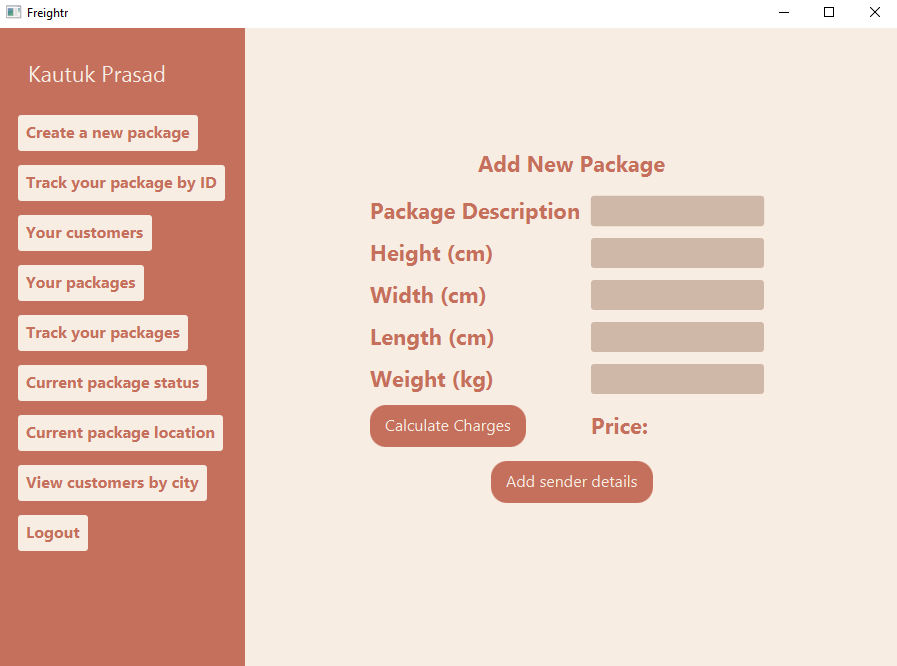 Freightr
Kautuk Prasad
Create a new package
Track your package by ID
Your customers
Your packages
Track your packages
Current package status
Current package location
View customers by city
Logout
Add New Package
Package Description
Height (cm)
Width (cm)
Length (cm)
Weight (kg)
Calculate Charges
Price:
Add sender details